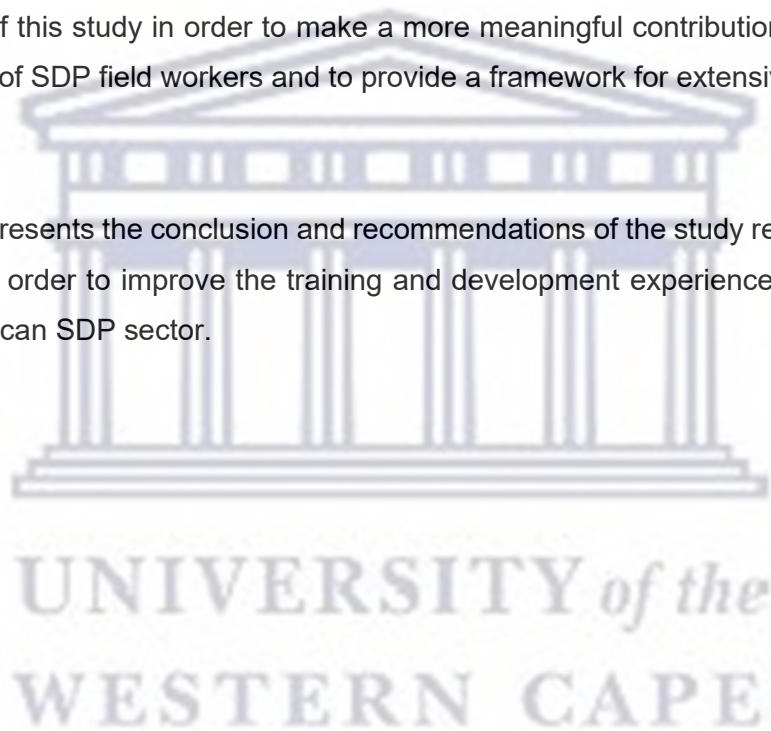 f this study in order to make a more meaningful contribution
of SDP field workers and to provide a framework for extensiv
resents the conclusion and recommendations of the study re
order to improve the training and development experience
can SDP sector.
UNIVERSITY of the
WESTERN CAPE